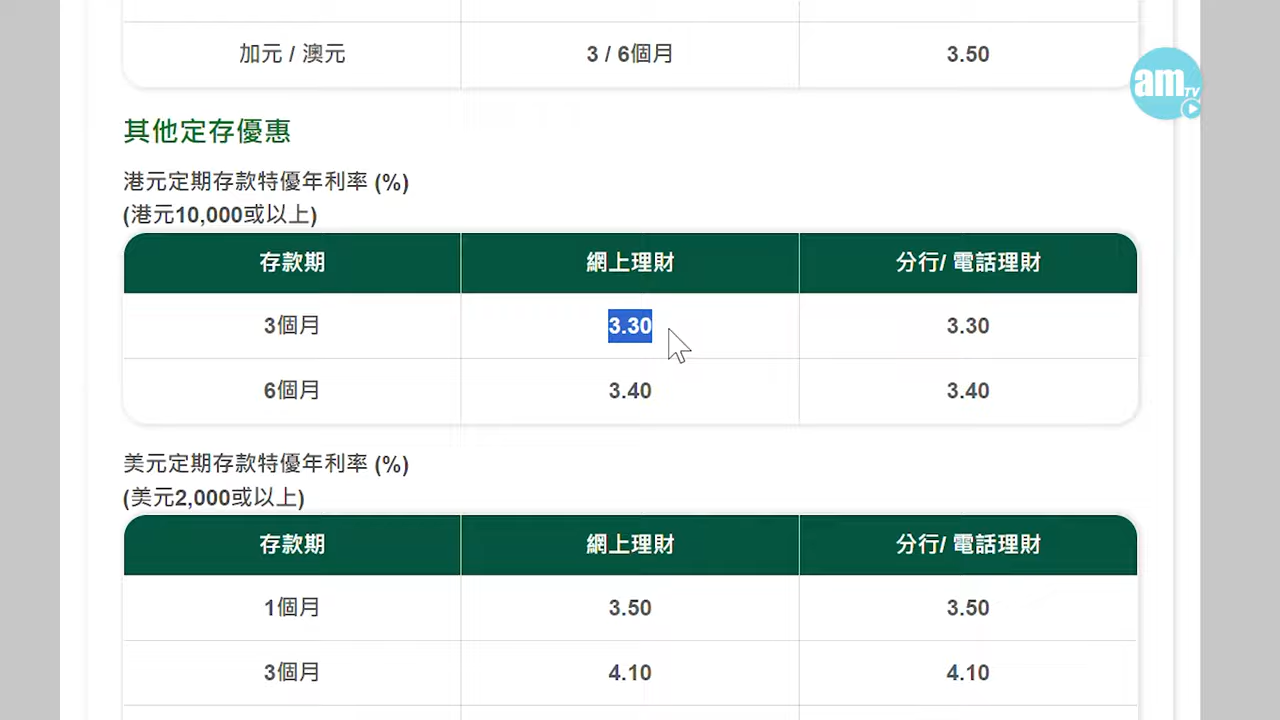 加元 / 澳元 3 / 6個月 3.50
amTV
其他定存優惠
港元定期存款特優年利率 (%)
(港元10,000或以上)
存款期 網上理財 分行/ 電話理財
3個月 3.30 3.30
6個月 3.40 3.40
美元定期存款特優年利率 (%)
(美元2,000或以上)
存款期 網上理財 分行/ 電話理財
1個月 3.50 3.50
3個月 4.10 4.10